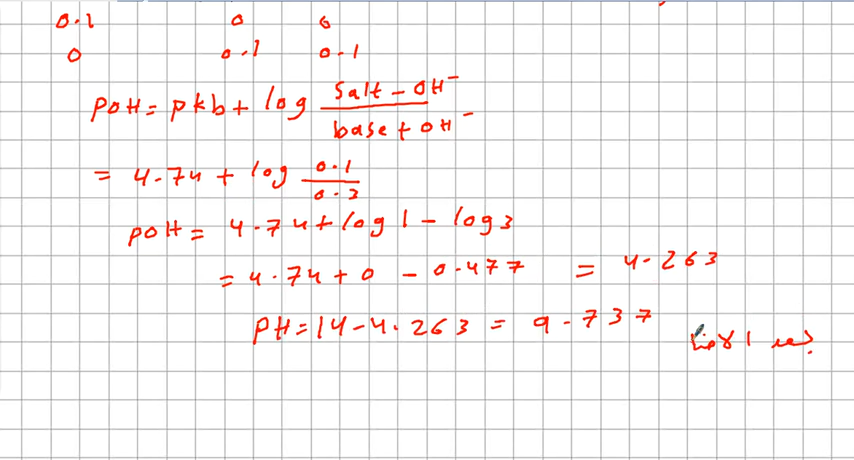 0.1 0 0
0 0.1 0.1
POH = Pkb + log (salt - OH⁻) / (base + OH⁻)
= 4.74 + log 0.1 / 0.3
POH = 4.74 + log 1 - log 3
= 4.74 + 0 - 0.477 = 4.263
PH = 14 - 4.263 = 9.737
بعد